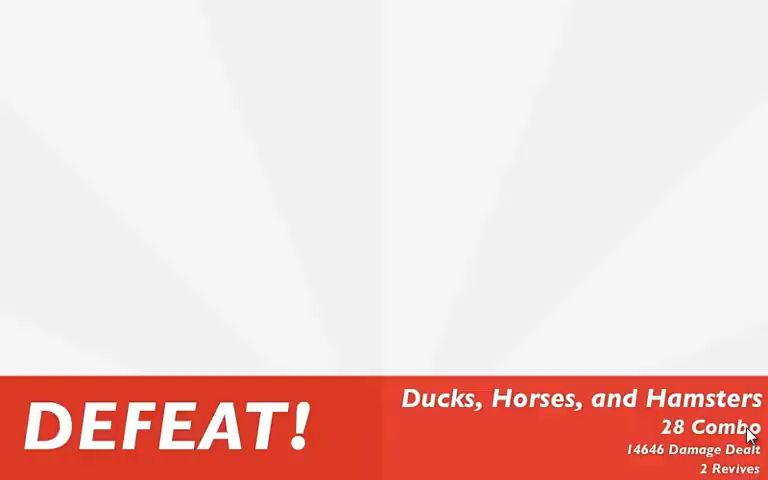 DEFEAT!
Ducks, Horses, and Hamsters
28 Combo
14646 Damage Dealt
2 Revives